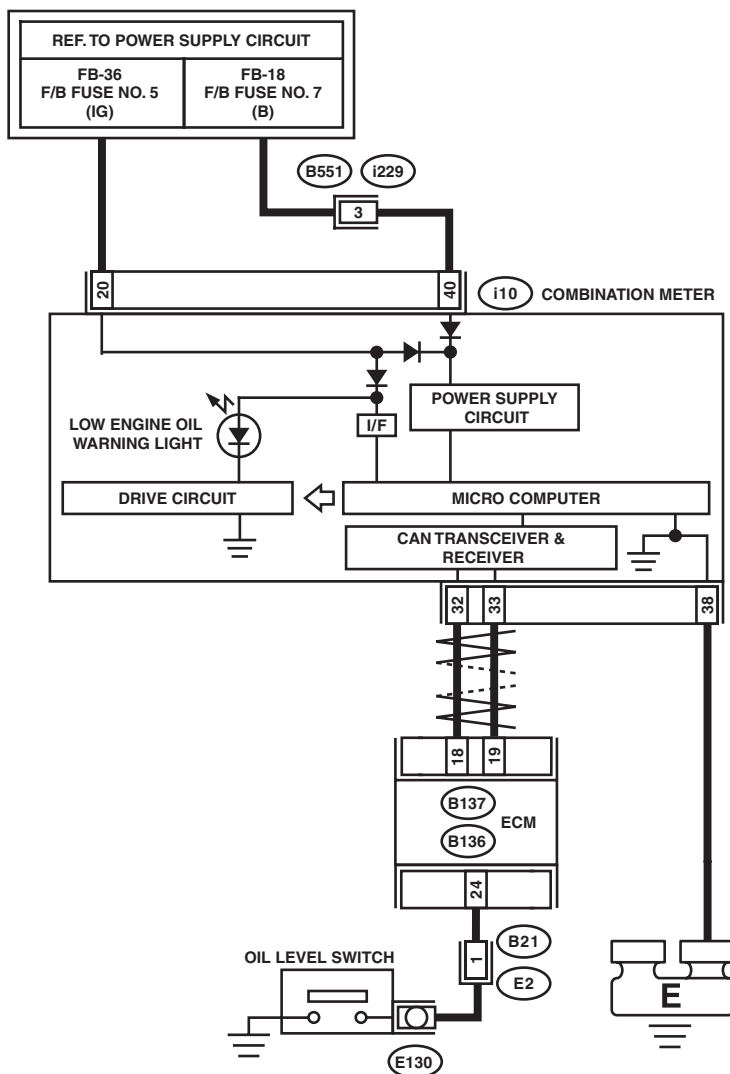 REF. TO POWER SUPPLY CIRCUIT
FB-36
F/B FUSE NO. 5
(IG)
FB-18
F/B FUSE NO. 7
(B)
B551
i229
3
20
40
i10
COMBINATION METER
LOW ENGINE OIL
WARNING LIGHT
I/F
POWER SUPPLY
CIRCUIT
DRIVE CIRCUIT
MICRO COMPUTER
CAN TRANSCEIVER &
RECEIVER
32
33
38
18
19
B137
B136
ECM
24
B21
1
E2
OIL LEVEL SWITCH
E130
E